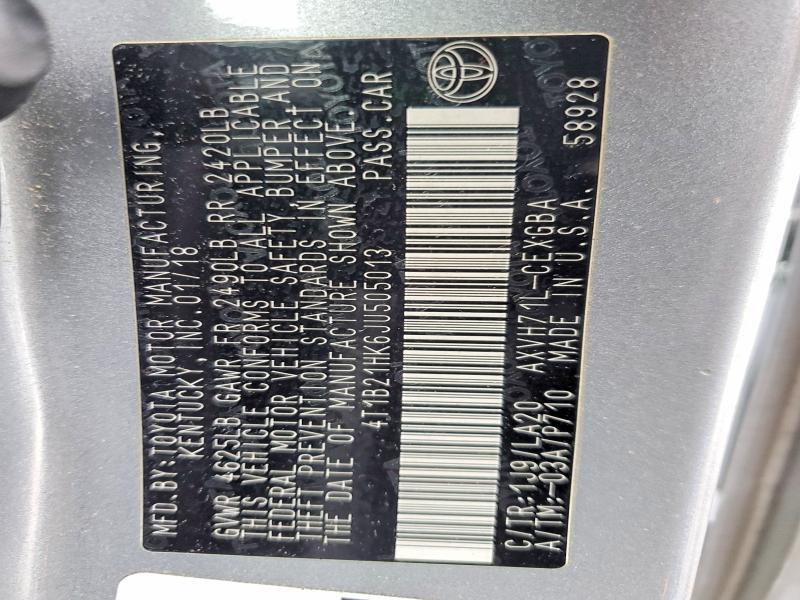 MFD.BY:TOYOTA MOTOR MANUFACTURING,
KENTUCKY, INC. 01/18
GVWR 4625LB GAWR FR 2490LB RR 2420LB
THIS VEHICLE CONFORMS TO ALL APPLICABLE
FEDERAL MOTOR VEHICLE SAFETY BUMPER AND
THEFT PREVENTION STANDARDS IN EFFECT ON
THE DATE OF MANUFACTURE SHOWN ABOVE.
4T1B21HK6JU505013 PASS.CAR
C/TR:1J9/LA20 AXVH71L-CEXGBA
A/TM:-03A/P710 MADE IN U.S.A. 58928